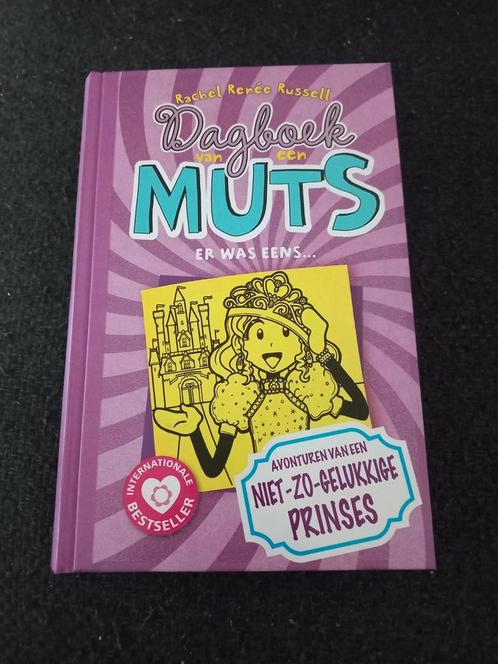 Rachel Renée Russell
Dagboek
van een
MUTS
ER WAS EENS...
AVONTUREN VAN EEN
NIET-ZO-GELUKKIGE
PRINSES
INTERNATIONALE
BESTSELLER